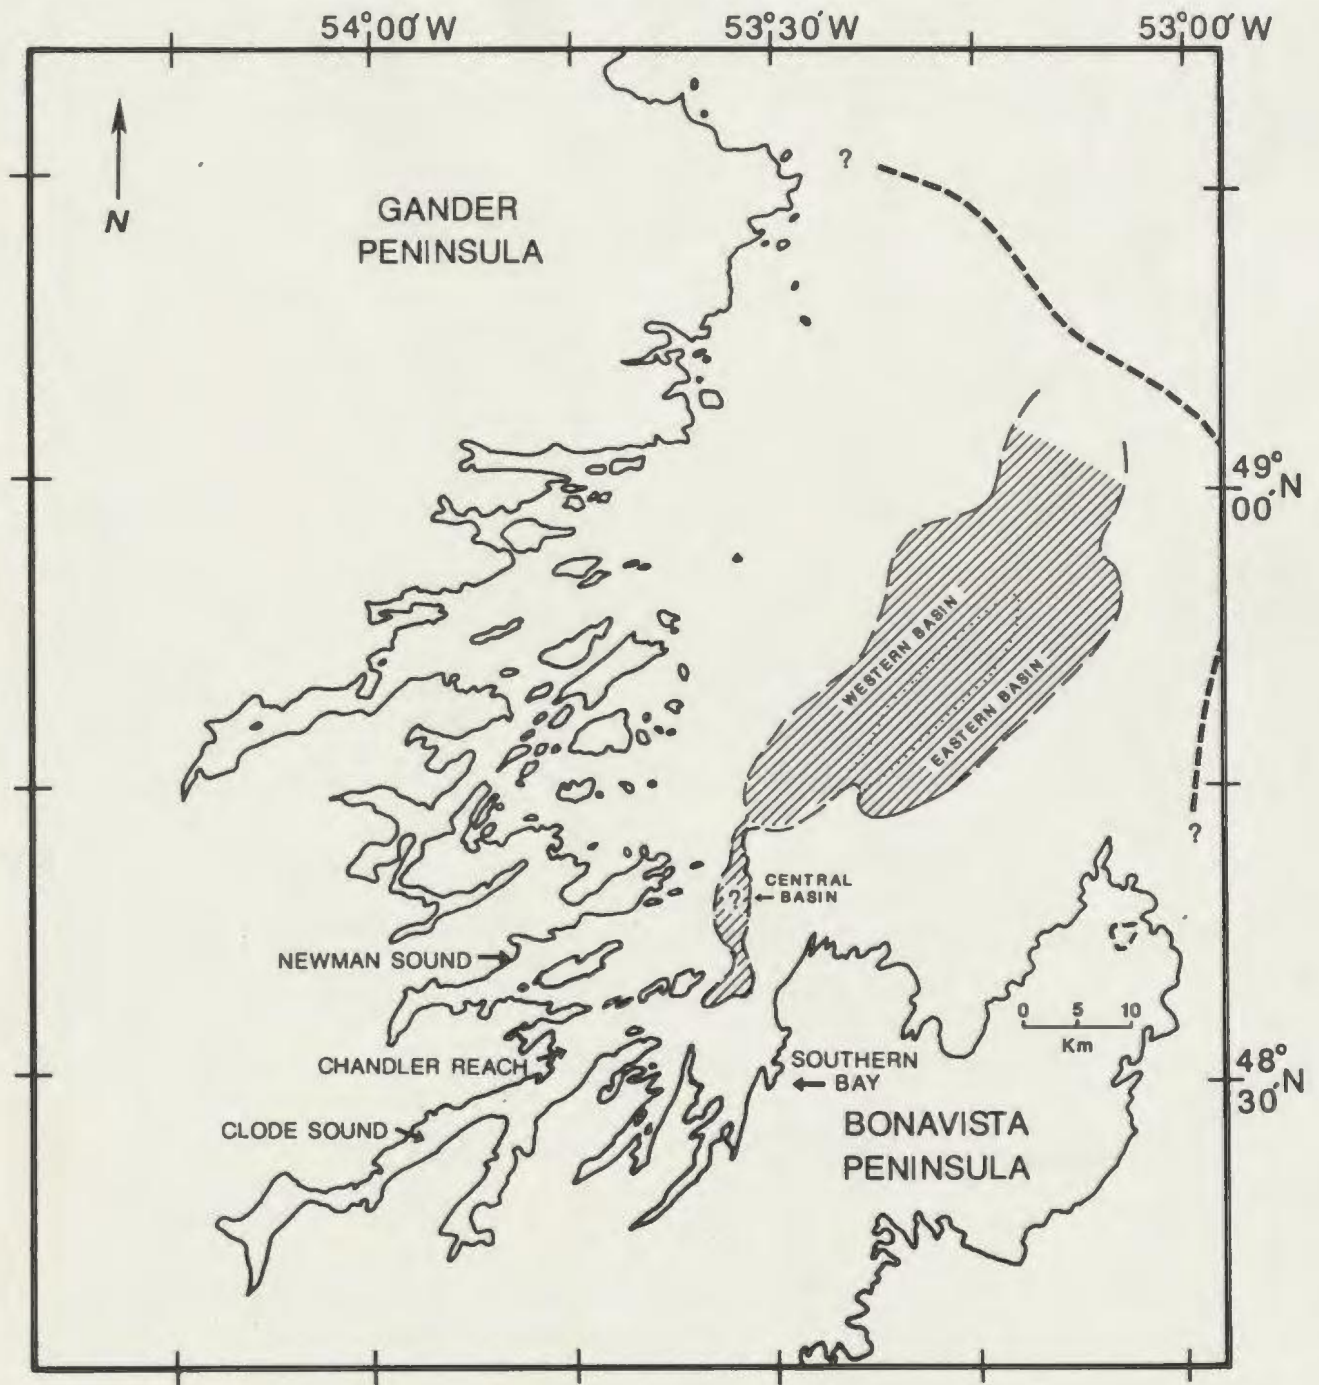 54°00′W 53°30′W 53°00′W
N
GANDER
PENINSULA
?
49°
00′N
WESTERN BASIN
EASTERN BASIN
?
CENTRAL
BASIN
?
NEWMAN SOUND
0 5 10
Km
CHANDLER REACH
SOUTHERN
BAY
48°
30′N
CLODE SOUND
BONAVISTA
PENINSULA